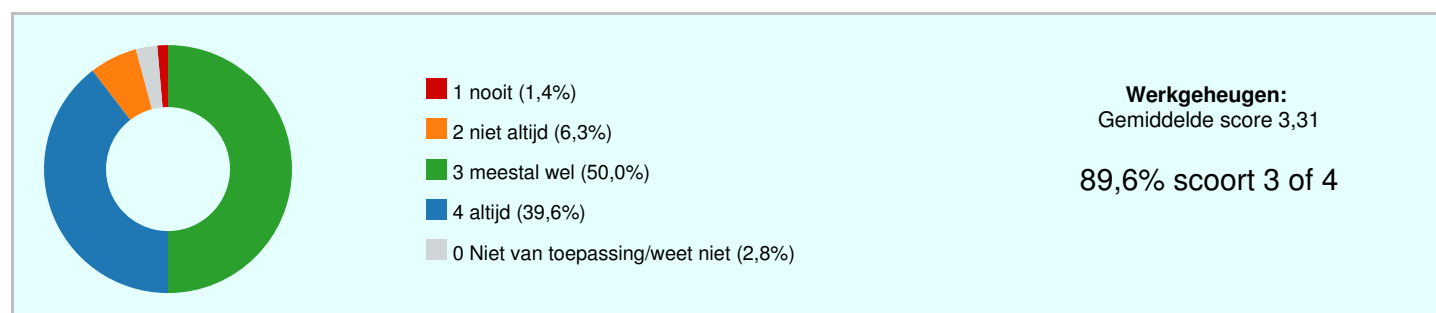 1 nooit (1,4%)
2 niet altijd (6,3%)
3 meestal wel (50,0%)
4 altijd (39,6%)
0 Niet van toepassing/weet niet (2,8%)
Werkgeheugen:
Gemiddelde score 3,31
89,6% scoort 3 of 4